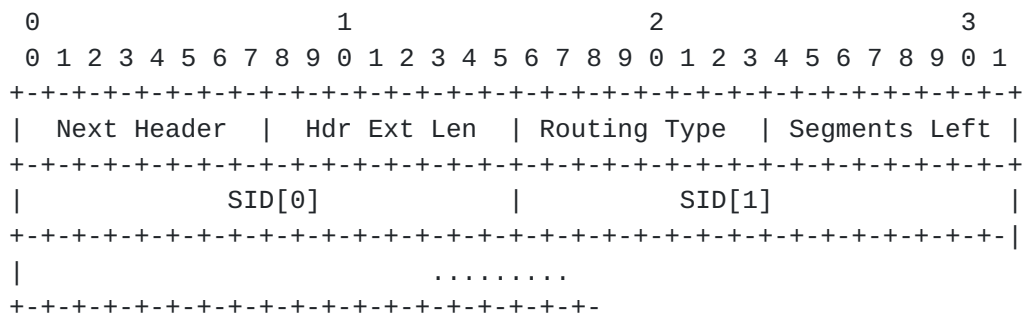 0                   1                   2                   3
 0 1 2 3 4 5 6 7 8 9 0 1 2 3 4 5 6 7 8 9 0 1 2 3 4 5 6 7 8 9 0 1
+-+-+-+-+-+-+-+-+-+-+-+-+-+-+-+-+-+-+-+-+-+-+-+-+-+-+-+-+-+-+-+-+
|  Next Header  |  Hdr Ext Len  | Routing Type  | Segments Left |
+-+-+-+-+-+-+-+-+-+-+-+-+-+-+-+-+-+-+-+-+-+-+-+-+-+-+-+-+-+-+-+-+
|             SID[0]            |          SID[1]               |
+-+-+-+-+-+-+-+-+-+-+-+-+-+-+-+-+-+-+-+-+-+-+-+-+-+-+-+-+-+-+-+-|
|                          .........
+-+-+-+-+-+-+-+-+-+-+-+-+-+-+-+-+-+-